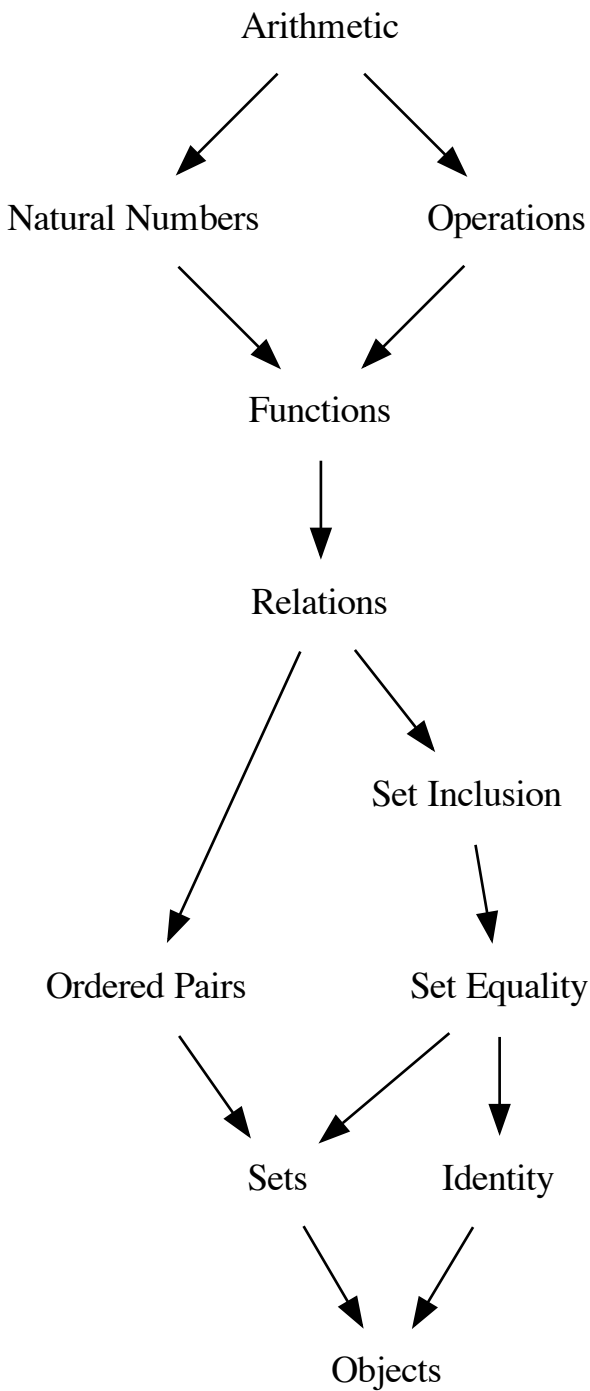 Arithmetic
Natural Numbers
Operations
Functions
Relations
Set Inclusion
Ordered Pairs
Set Equality
Sets
Identity
Objects